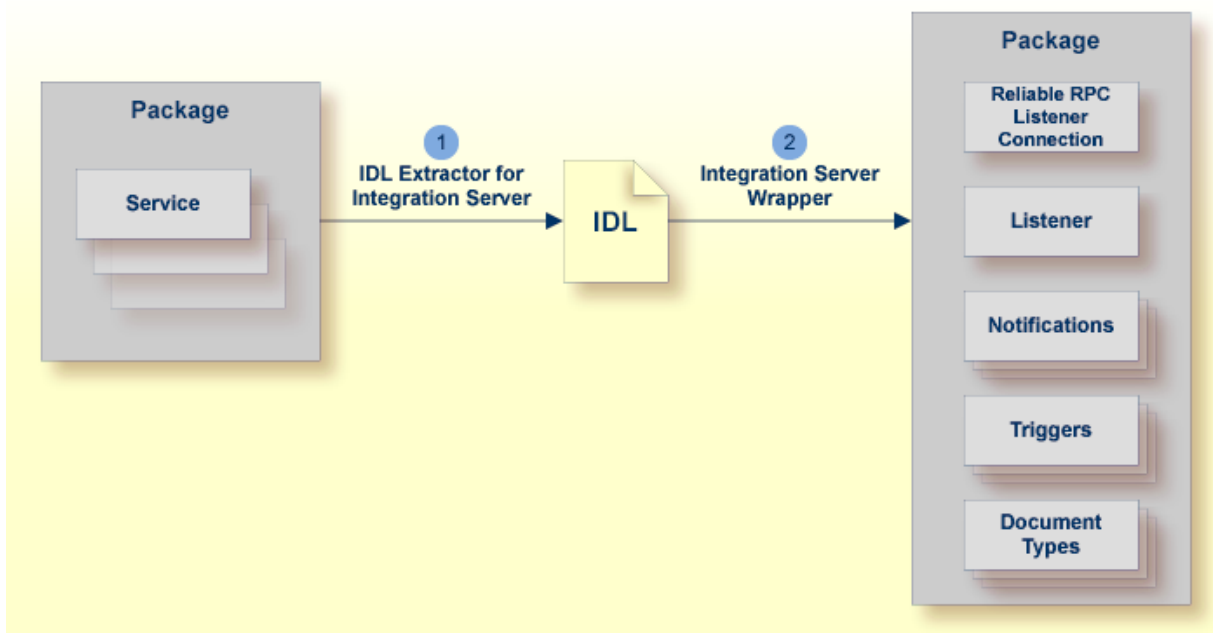 Package
Service
1
IDL Extractor for
Integration Server
IDL
2
Integration Server
Wrapper
Package
Reliable RPC
Listener
Connection
Listener
Notifications
Triggers
Document
Types